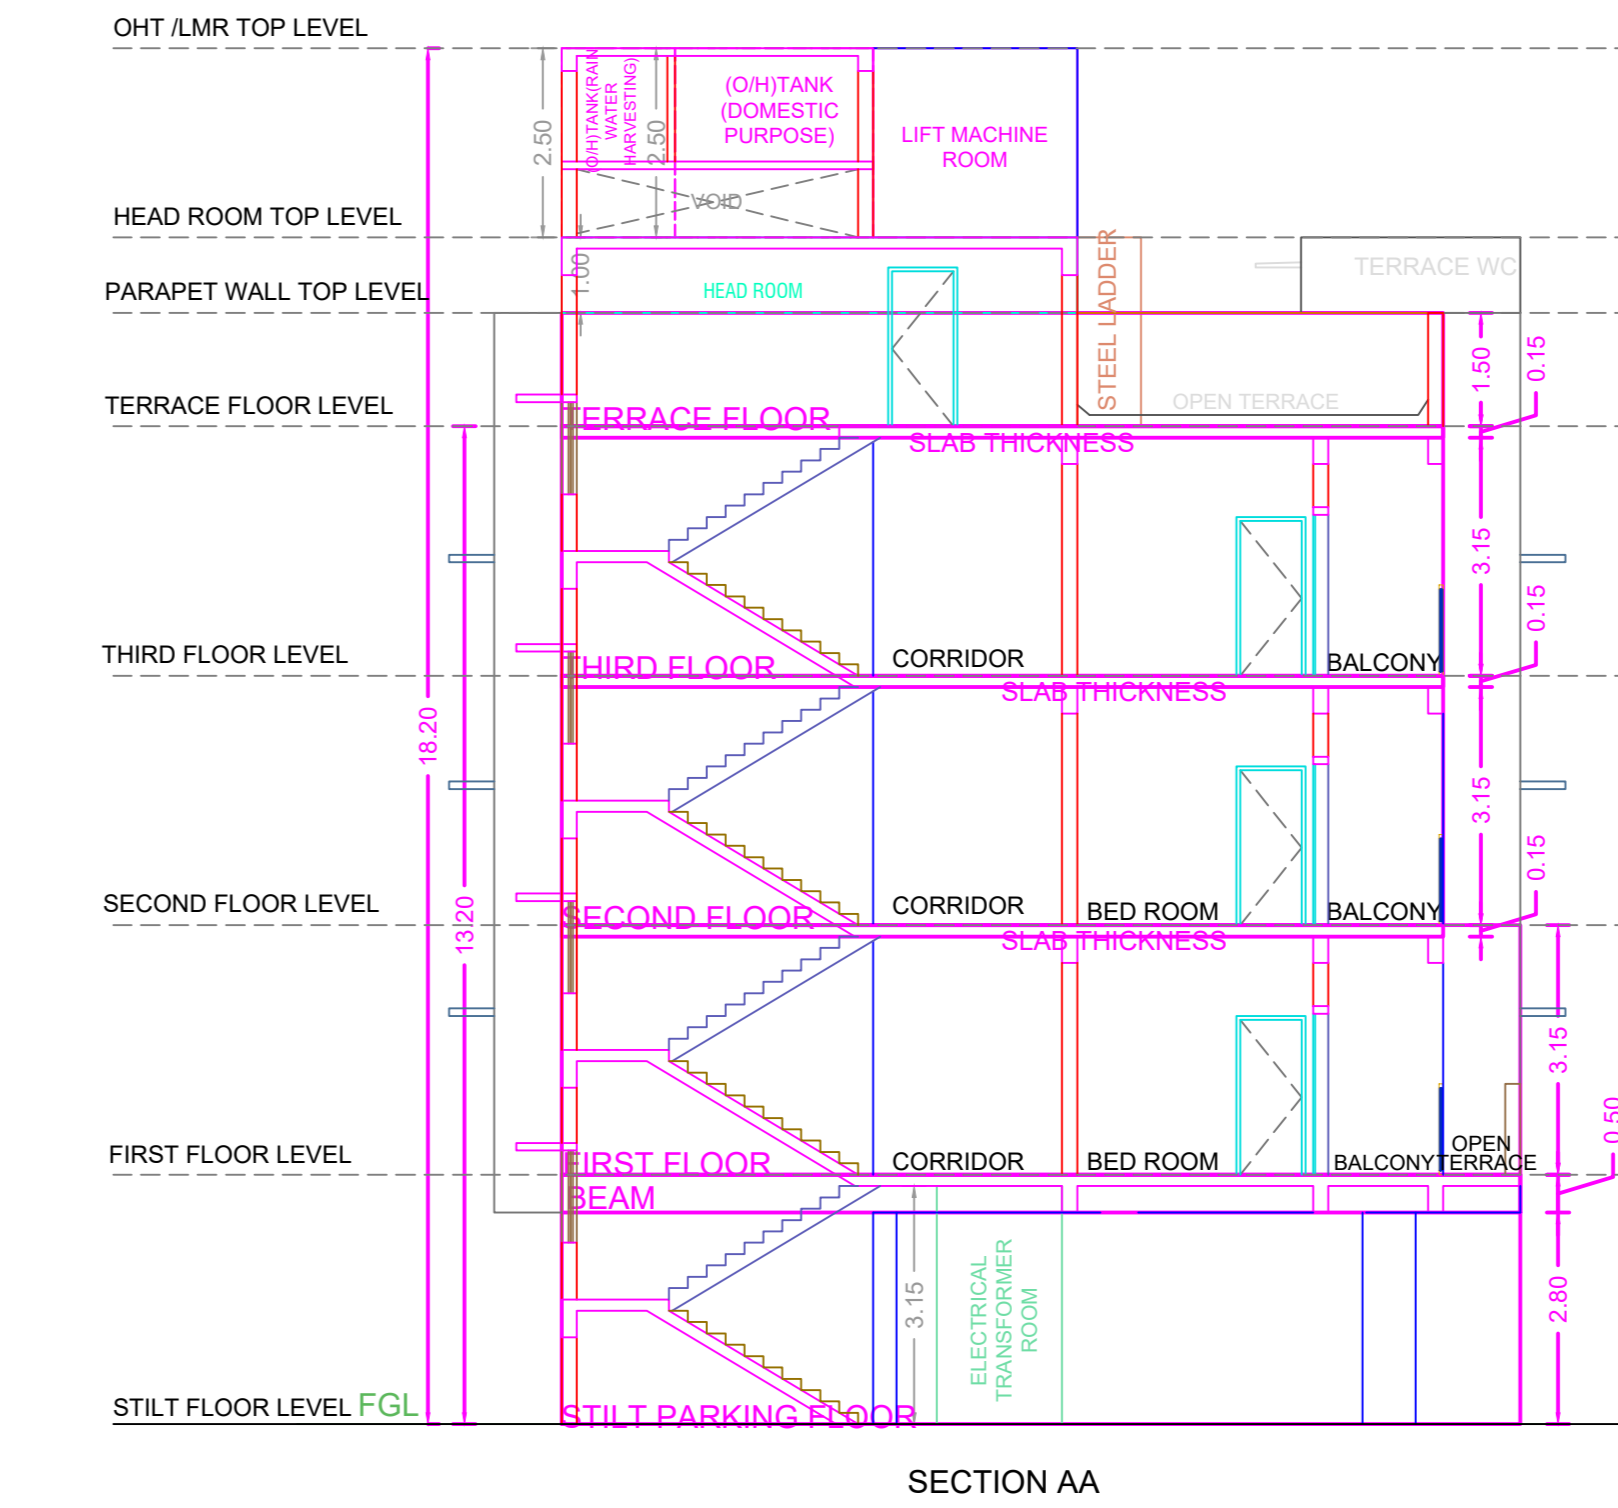 OHT /LMR TOP LEVEL
(O/H)TANK(RAIN
WATER
HARVESTING)
(O/H)TANK
(DOMESTIC
PURPOSE)
LIFT MACHINE
ROOM
2.50
2.50
VOID
HEAD ROOM TOP LEVEL
STEEL LADDER
TERRACE WC
1.00
HEAD ROOM
PARAPET WALL TOP LEVEL
1.50
0.15
OPEN TERRACE
TERRACE FLOOR LEVEL
TERRACE FLOOR
SLAB THICKNESS
3.15
0.15
THIRD FLOOR LEVEL
THIRD FLOOR
CORRIDOR
BALCONY
SLAB THICKNESS
18.20
3.15
0.15
SECOND FLOOR LEVEL
13.20
SECOND FLOOR
CORRIDOR
BED ROOM
BALCONY
SLAB THICKNESS
3.15
0.50
FIRST FLOOR LEVEL
FIRST FLOOR
CORRIDOR
BED ROOM
BALCONY
OPEN
TERRACE
BEAM
3.15
ELECTRICAL
TRANSFORMER
ROOM
2.80
STILT FLOOR LEVEL FGL
STILT PARKING FLOOR
SECTION AA